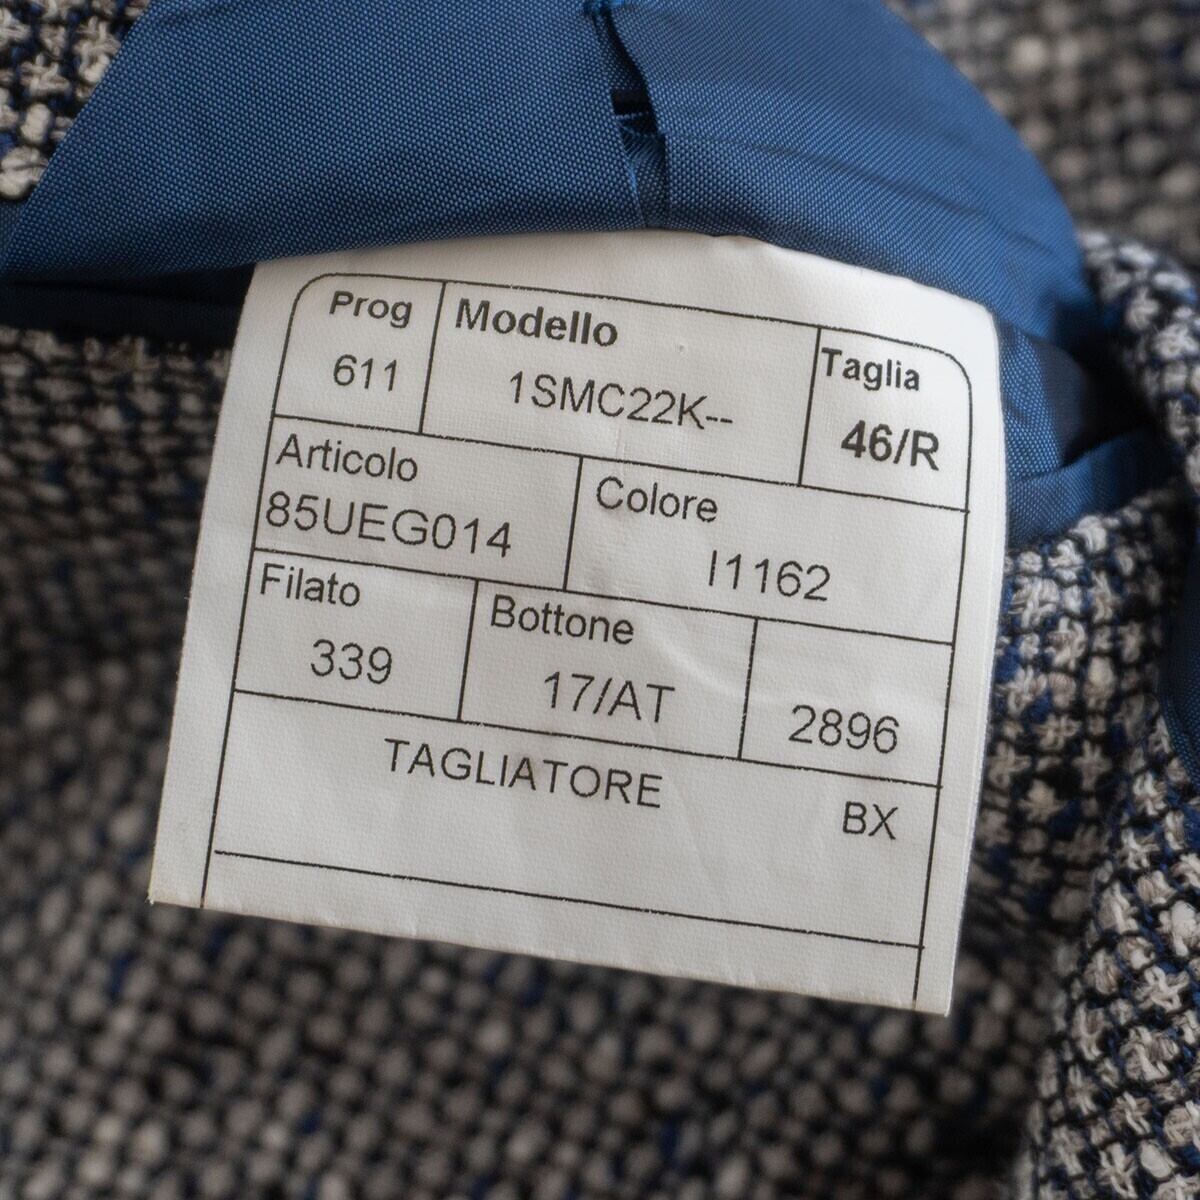 Prog Modello Taglia
611 1SMC22K-- 46/R
Articolo Colore
85UEG014 I1162
Filato Bottone
339 17/AT 2896
TAGLIATORE BX